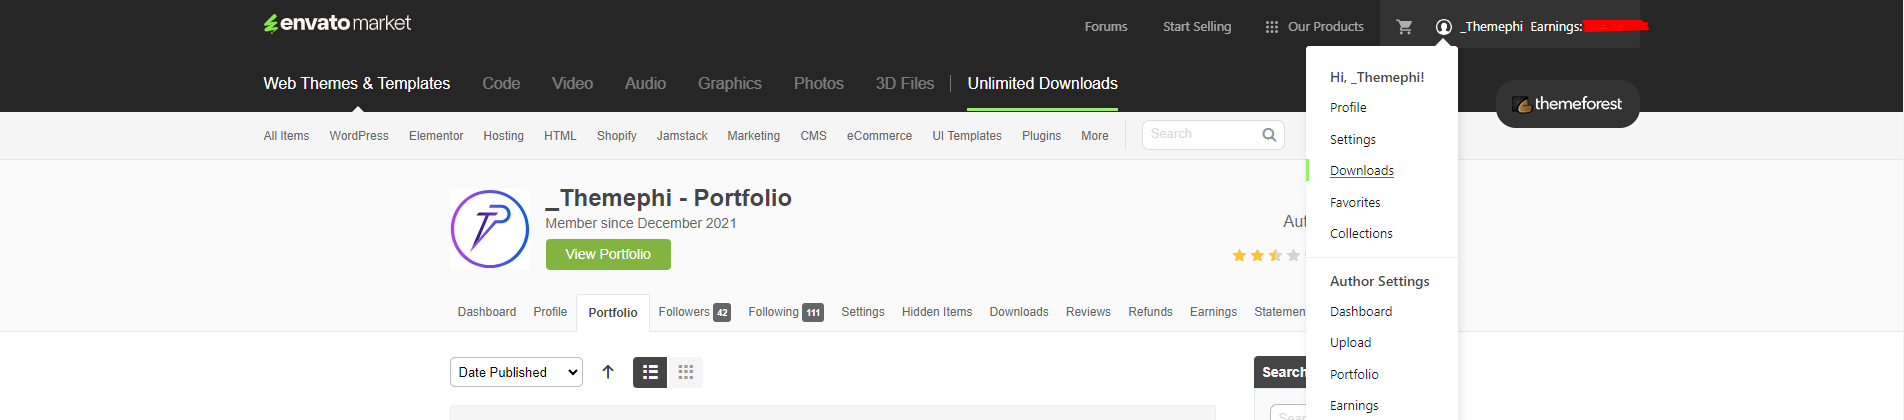 envato market
Forums Start Selling Our Products _Themephi Earnings:
Web Themes & Templates Code Video Audio Graphics Photos 3D Files Unlimited Downloads
themeforest
All Items WordPress Elementor Hosting HTML Shopify Jamstack Marketing CMS eCommerce UI Templates Plugins More Search
Hi, _Themephi!
Profile
Settings
Downloads
Favorites
Collections
Author Settings
Dashboard
Upload
Portfolio
Earnings
_Themephi - Portfolio
Member since December 2021
View Portfolio
Aut
Dashboard Profile Portfolio Followers 42 Following 111 Settings Hidden Items Downloads Reviews Refunds Earnings Statemen
Date Published
Search
Sear